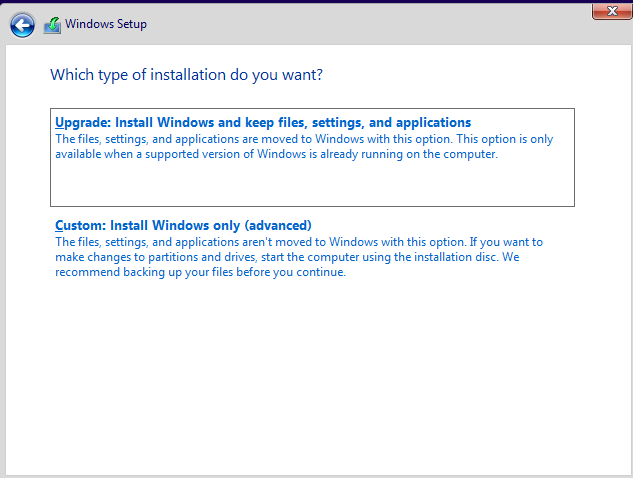 Windows Setup
Which type of installation do you want?
Upgrade: Install Windows and keep files, settings, and applications
The files, settings, and applications are moved to Windows with this option. This option is only
available when a supported version of Windows is already running on the computer.
Custom: Install Windows only (advanced)
The files, settings, and applications aren't moved to Windows with this option. If you want to
make changes to partitions and drives, start the computer using the installation disc. We
recommend backing up your files before you continue.